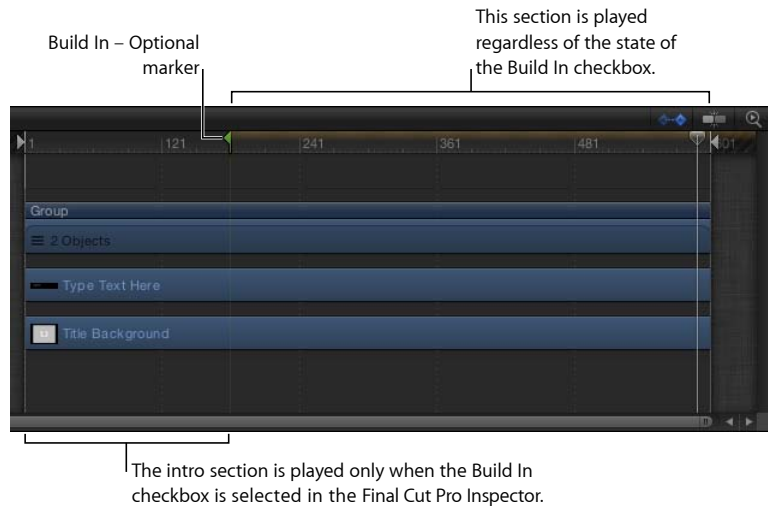 This section is played
regardless of the state of
the Build In checkbox.
Build In – Optional
marker
1 121 241 361 481 601
Group
2 Objects
Type Text Here
Title Background
The intro section is played only when the Build In
checkbox is selected in the Final Cut Pro Inspector.